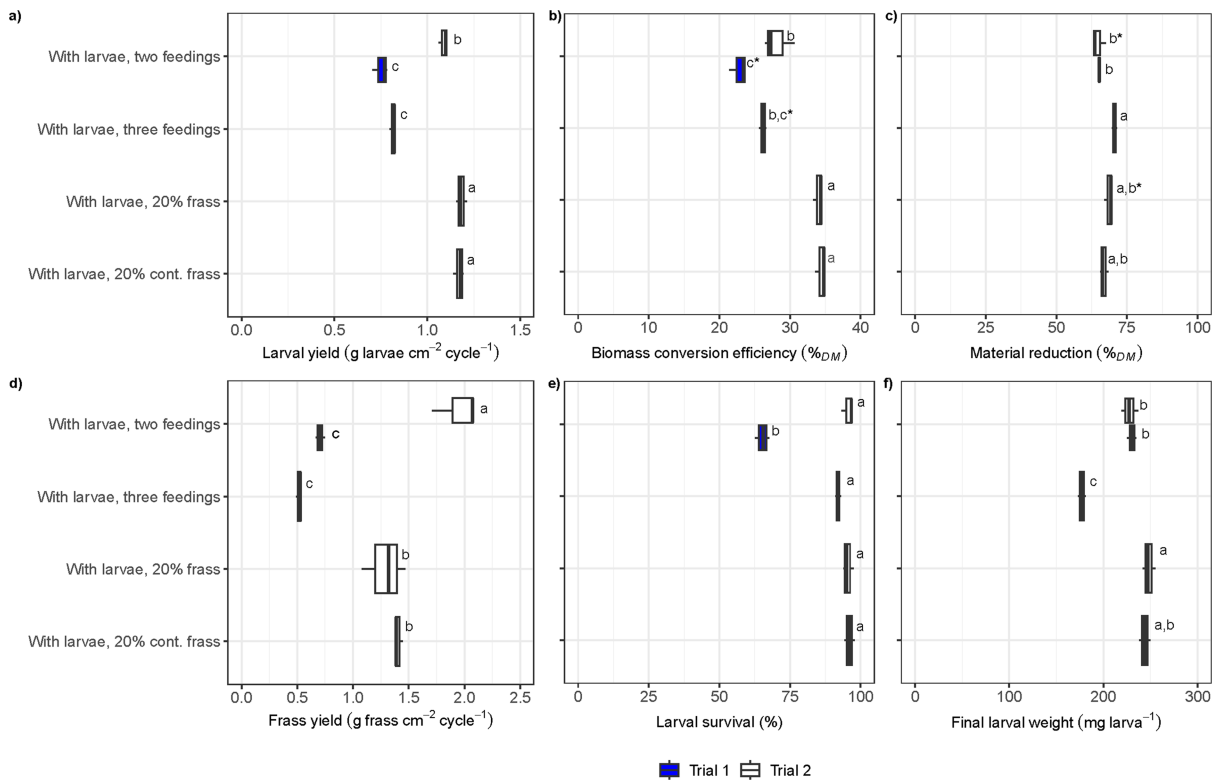 a)
b)
c)
With larvae, two feedings
With larvae, three feedings
With larvae, 20% frass
With larvae, 20% cont. frass
b
c
c
a
a
b
c*
b,c*
a
a
b*
b
a
a,b*
a,b
0.0 0.5 1.0 1.5
0 10 20 30 40
0 25 50 75 100
Larval yield (g larvae cm⁻² cycle⁻¹)
Biomass conversion efficiency (%DM)
Material reduction (%DM)
d)
e)
f)
With larvae, two feedings
With larvae, three feedings
With larvae, 20% frass
With larvae, 20% cont. frass
a
c
c
b
b
a
b
a
a
a
b
b
c
a
a,b
0.0 0.5 1.0 1.5 2.0 2.5
0 25 50 75 100
0 100 200 300
Frass yield (g frass cm⁻² cycle⁻¹)
Larval survival (%)
Final larval weight (mg larva⁻¹)
Trial 1 Trial 2